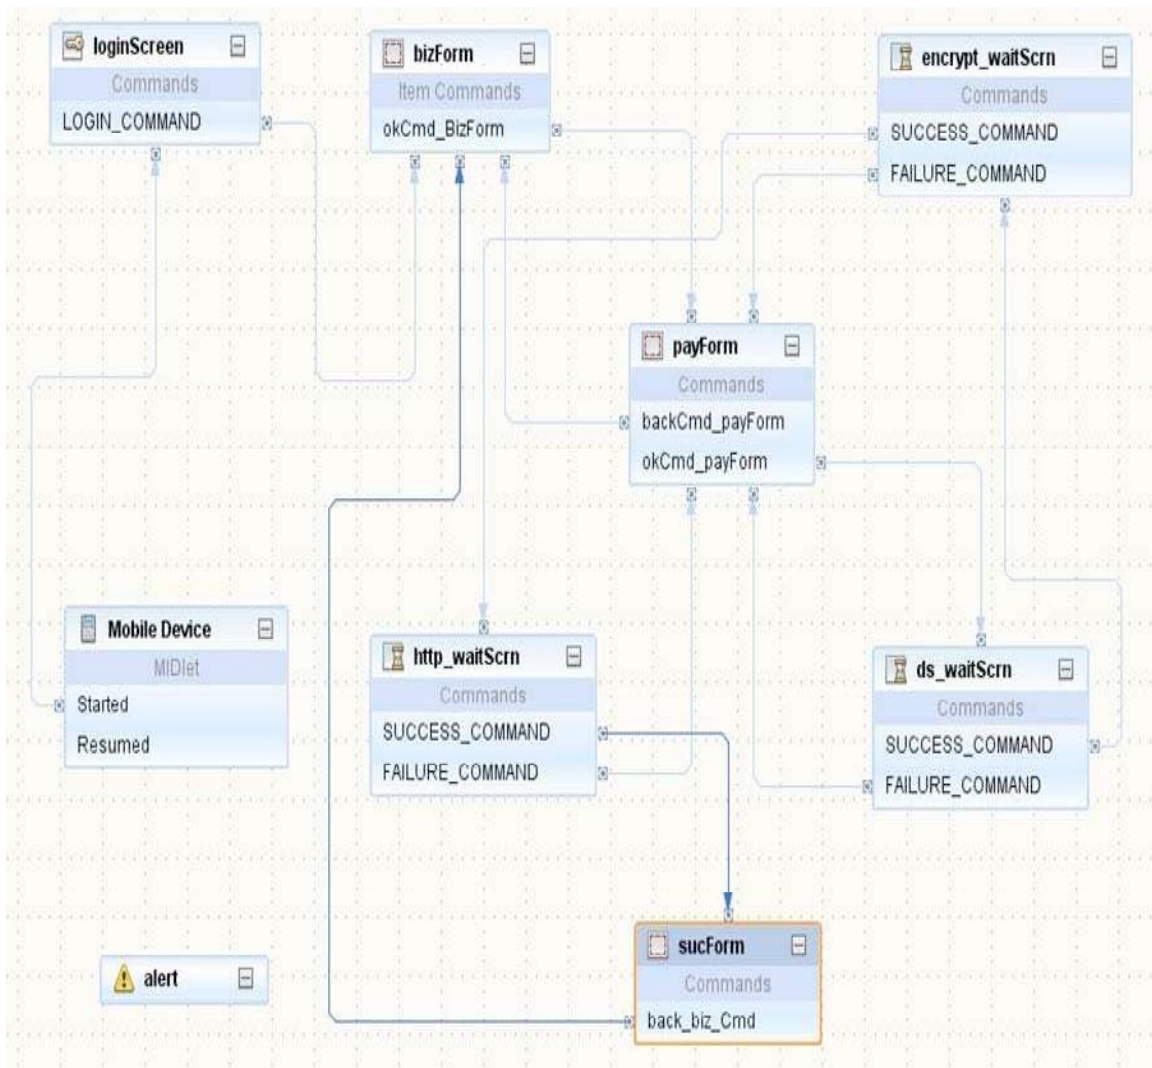 loginScreen
Commands
LOGIN_COMMAND
bizForm
Item Commands
okCmd_BizForm
encrypt_waitScrn
Commands
SUCCESS_COMMAND
FAILURE_COMMAND
payForm
Commands
backCmd_payForm
okCmd_payForm
Mobile Device
MIDlet
Started
Resumed
http_waitScrn
Commands
SUCCESS_COMMAND
FAILURE_COMMAND
ds_waitScrn
Commands
SUCCESS_COMMAND
FAILURE_COMMAND
alert
sucForm
Commands
back_biz_Cmd